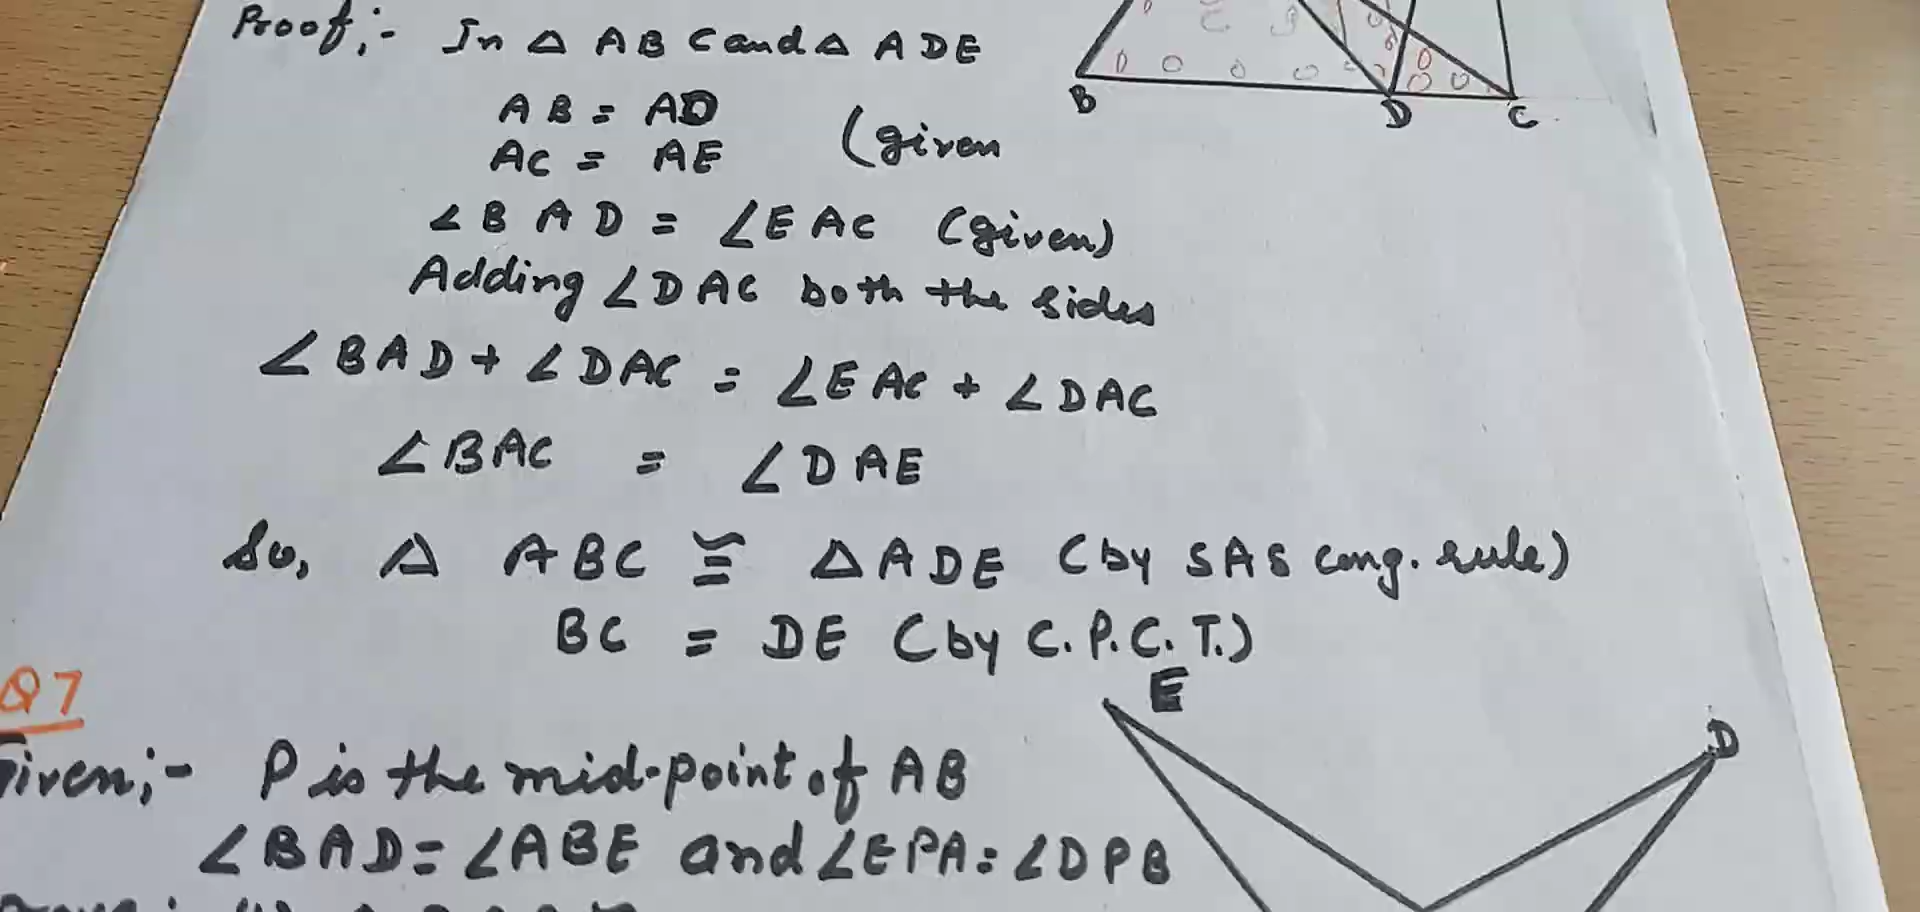 Proof:- In △ ABC and △ ADE
AB = AD
AC = AE (given
∠BAD = ∠EAC (given)
Adding ∠DAC both the sides
∠BAD + ∠DAC = ∠EAC + ∠DAC
∠BAC = ∠DAE
So, △ ABC ≅ △ADE (by SAS cong. rule)
BC = DE (by C.P.C.T.)
B D C
Q7
Given:- P is the mid-point of AB
∠BAD = ∠ABE and ∠EPA = ∠DPB
E
D